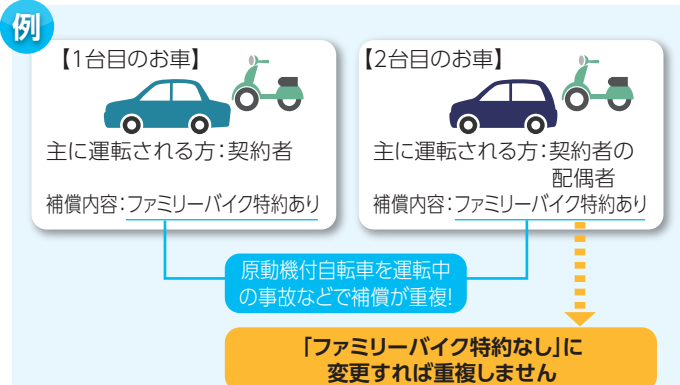 例
【1台目のお車】
主に運転される方：契約者
補償内容：ファミリーバイク特約あり
【2台目のお車】
主に運転される方：契約者の
配偶者
補償内容：ファミリーバイク特約あり
原動機付自転車を運転中
の事故などで補償が重複!
「ファミリーバイク特約なし」に
変更すれば重複しません